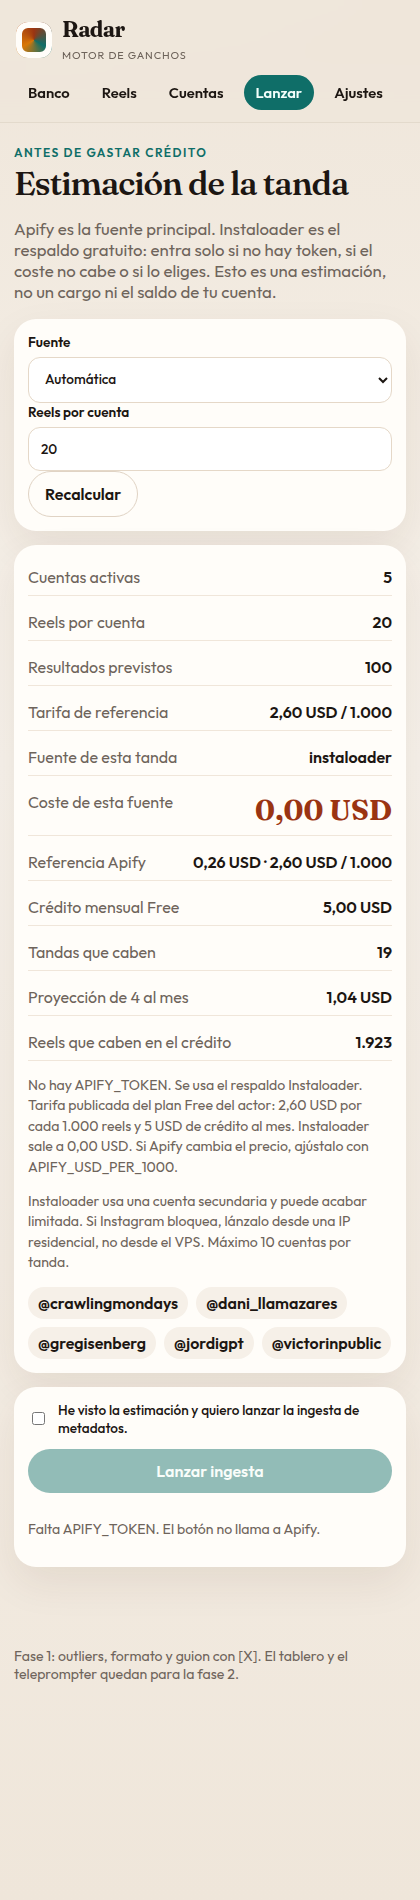 Radar
MOTOR DE GANCHOS
Banco Reels Cuentas Lanzar Ajustes
ANTES DE GASTAR CRÉDITO
Estimación de la tanda
Apify es la fuente principal. Instaloader es el
respaldo gratuito: entra solo si no hay token, si el
coste no cabe o si lo eliges. Esto es una estimación,
no un cargo ni el saldo de tu cuenta.
Fuente
Automática
Reels por cuenta
20
Recalcular
Cuentas activas 5
Reels por cuenta 20
Resultados previstos 100
Tarifa de referencia 2,60 USD / 1.000
Fuente de esta tanda instaloader
Coste de esta fuente 0,00 USD
Referencia Apify 0,26 USD · 2,60 USD / 1.000
Crédito mensual Free 5,00 USD
Tandas que caben 19
Proyección de 4 al mes 1,04 USD
Reels que caben en el crédito 1.923
No hay APIFY_TOKEN. Se usa el respaldo Instaloader.
Tarifa publicada del plan Free del actor: 2,60 USD por
cada 1.000 reels y 5 USD de crédito al mes. Instaloader
sale a 0,00 USD. Si Apify cambia el precio, ajústalo con
APIFY_USD_PER_1000.
Instaloader usa una cuenta secundaria y puede acabar
limitada. Si Instagram bloquea, lánzalo desde una IP
residencial, no desde el VPS. Máximo 10 cuentas por
tanda.
@crawlingmondays @dani_llamazares
@gregisenberg @jordigpt @victorinpublic
He visto la estimación y quiero lanzar la ingesta de
metadatos.
Lanzar ingesta
Falta APIFY_TOKEN. El botón no llama a Apify.
Fase 1: outliers, formato y guion con [X]. El tablero y el
teleprompter quedan para la fase 2.